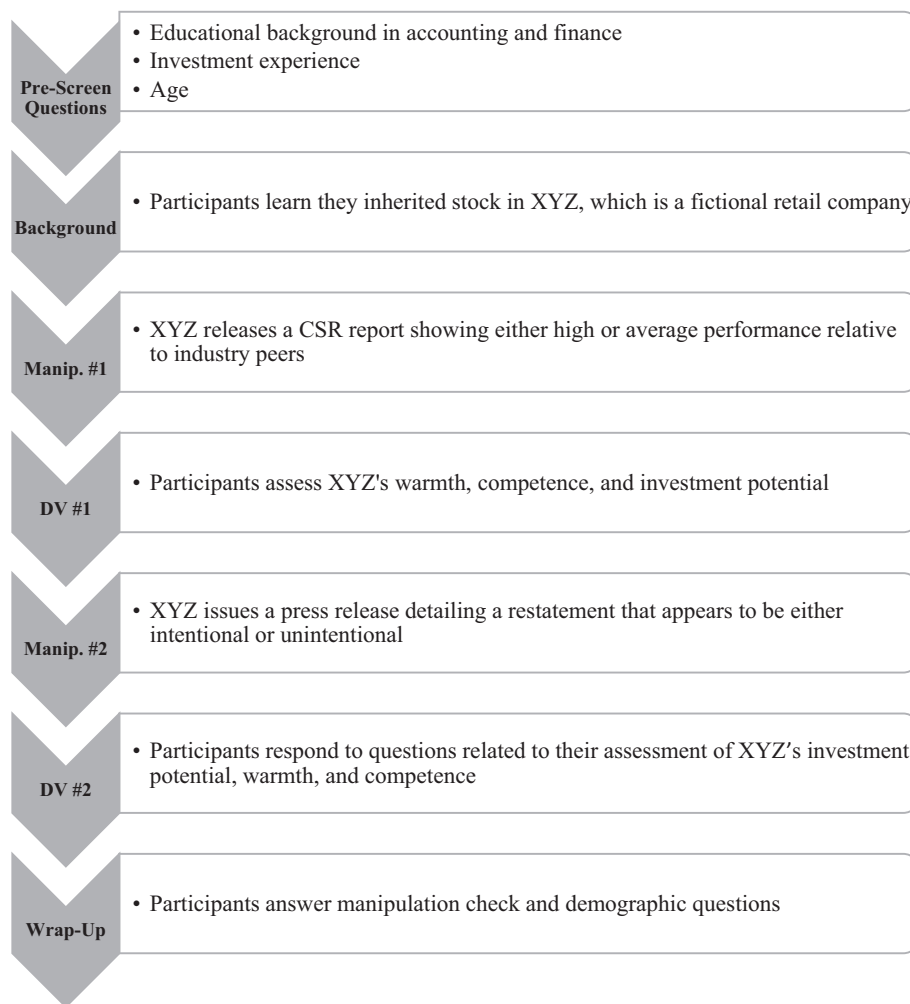 • Educational background in accounting and finance
• Investment experience
• Age
Pre-Screen
Questions
• Participants learn they inherited stock in XYZ, which is a fictional retail company
Background
• XYZ releases a CSR report showing either high or average performance relative
to industry peers
Manip. #1
• Participants assess XYZ's warmth, competence, and investment potential
DV #1
• XYZ issues a press release detailing a restatement that appears to be either
intentional or unintentional
Manip. #2
• Participants respond to questions related to their assessment of XYZ′s investment
potential, warmth, and competence
DV #2
• Participants answer manipulation check and demographic questions
Wrap-Up